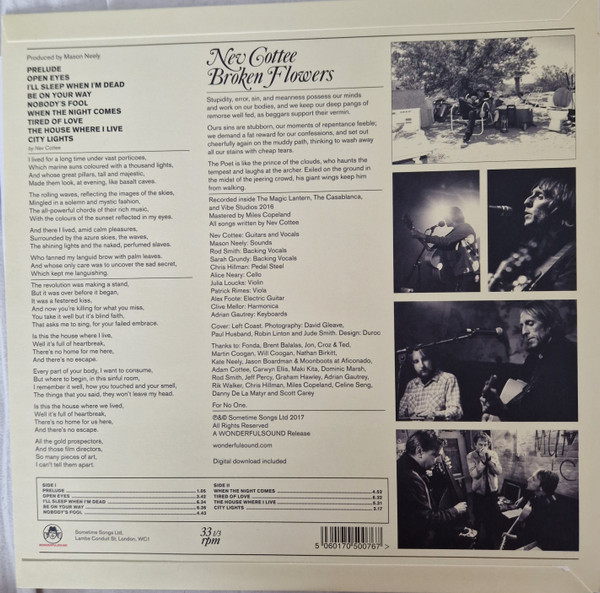 Produced by Mason Neely
PRELUDE
OPEN EYES
I'LL SLEEP WHEN I'M DEAD
BE ON YOUR WAY
NOBODY'S FOOL
WHEN THE NIGHT COMES
TIRED OF LOVE
THE HOUSE WHERE I LIVE
CITY LIGHTS
by Nev Cottee
I lived for a long time under vast porticoes,
Which marine suns coloured with a thousand lights,
And whose great pillars, tall and majestic,
Made them look, at evening, like basalt caves.
The rolling waves, reflecting the images of the skies,
Mingled in a solemn and mystic fashion,
The all-powerful chords of their rich music,
With the colours of the sunset reflected in my eyes.
And there I lived, amid calm pleasures,
Surrounded by the azure skies, the waves,
The shining lights and the naked, perfumed slaves.
Who fanned my languid brow with palm leaves.
And whose only care was to uncover the sad secret,
Which kept me languishing.
The revolution was making a stand,
But it was over before it began,
It was a festered kiss,
And now you're killing for what you miss,
You take it well but it's blind faith,
That asks me to sing, for your failed embrace.
Is this the house where I live,
Well it's full of heartbreak,
There's no home for me here,
And there's no escape.
Every part of your body, I want to consume,
But where to begin, in this sinful room,
I remember it well, how you touched and your smell,
The things that you said, they won't leave my head.
Is this the house where we lived,
Well it's full of heartbreak,
There's no home for us here,
And there's no escape.
All the gold prospectors,
And those film directors,
So many pieces of art,
I can't tell them apart.
Nev Cottee
Broken Flowers
Stupidity, error, sin, and meanness possess our minds
and work on our bodies, and we keep our deep pangs of
remorse well fed, as beggars support their vermin.
Ours sins are stubborn, our moments of repentance feeble;
we demand a fat reward for our confessions, and set out
cheerfully again on the muddy path, thinking to wash away
all our stains with cheap tears.
The Poet is like the prince of the clouds, who haunts the
tempest and laughs at the archer. Exiled on the ground in
the midst of the jeering crowd, his giant wings keep him
from walking.
Recorded inside The Magic Lantern, The Casablanca,
and Vibe Studios 2016
Mastered by Miles Copeland
All songs written by Nev Cottee
Nev Cottee: Guitars and Vocals
Mason Neely: Sounds
Rod Smith: Backing Vocals
Sarah Grundy: Backing Vocals
Chris Hillman: Pedal Steel
Alice Neary: Cello
Julia Loucks: Violin
Patrick Rimes: Viola
Alex Foote: Electric Guitar
Clive Mellor: Harmonica
Adrian Gautrey: Keyboards
Cover: Left Coast. Photography: David Gleave,
Paul Husband, Robin Linton and Jude Smith. Design: Duroc
Thanks to: Fonda, Brent Balalas, Jon, Croz & Ted,
Martin Coogan, Will Coogan, Nathan Birkitt,
Kate Neely, Jason Boardman & Moonboots at Aficionado,
Adam Cottee, Carwyn Ellis, Maki Kita, Dominic Marsh,
Rod Smith, Jeff Percy, Graham Hawley, Adrian Gautrey,
Rik Walker, Chris Hillman, Miles Copeland, Celine Seng,
Danny De La Matyr and Scott Carey
For No One.
℗&© Sometime Songs Ltd 2017
All Rights Reserved
A WONDERFULSOUND Release
wonderfulsound.com
Digital download included
SIDE I
PRELUDE 1.08
OPEN EYES 3.42
I'LL SLEEP WHEN I'M DEAD 5.34
BE ON YOUR WAY 8.36
NOBODY'S FOOL 4.43
SIDE II
WHEN THE NIGHT COMES 4.22
TIRED OF LOVE 8.32
THE HOUSE WHERE I LIVE 5.21
CITY LIGHTS 3.17
Sometime Songs Ltd,
Lambs Conduit St, London, WC1
33 1/3
rpm
5 060170 500767 >